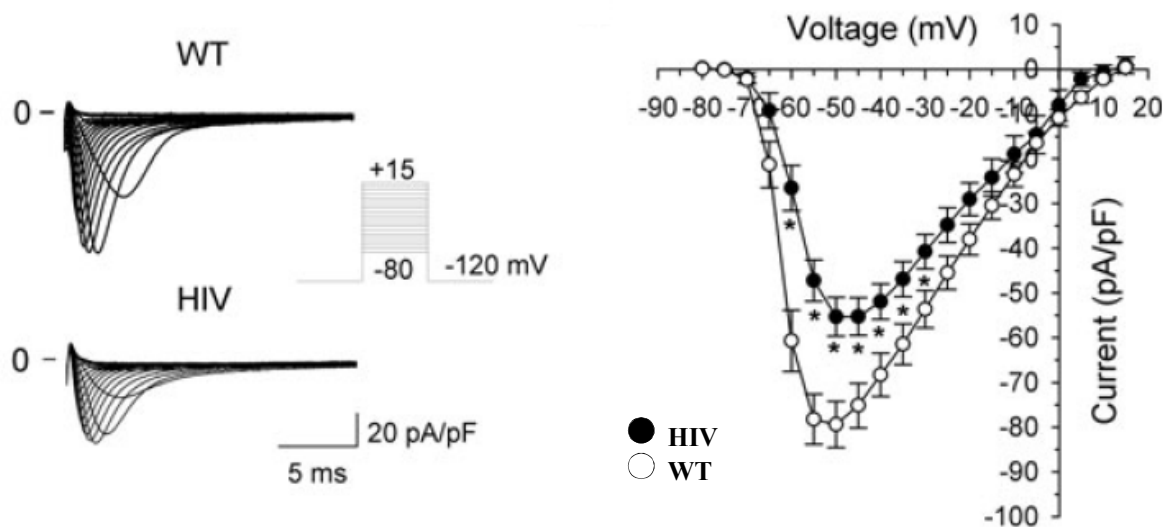 WT
0
+15
-80
-120 mV
HIV
0
20 pA/pF
5 ms
Voltage (mV)
10
0
-90 -80 -70 -60 -50 -40 -30 -20 -10 10 20
-20
-30
-40
-50
-60
-70
-80
-90
-100
Current (pA/pF)
* * * * * * *
HIV
WT